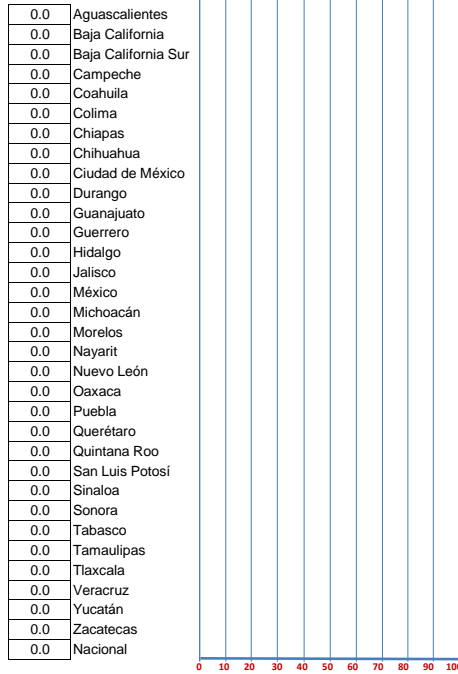 0.0 Aguascalientes
0.0 Baja California
0.0 Baja California Sur
0.0 Campeche
0.0 Coahuila
0.0 Colima
0.0 Chiapas
0.0 Chihuahua
0.0 Ciudad de México
0.0 Durango
0.0 Guanajuato
0.0 Guerrero
0.0 Hidalgo
0.0 Jalisco
0.0 México
0.0 Michoacán
0.0 Morelos
0.0 Nayarit
0.0 Nuevo León
0.0 Oaxaca
0.0 Puebla
0.0 Querétaro
0.0 Quintana Roo
0.0 San Luis Potosí
0.0 Sinaloa
0.0 Sonora
0.0 Tabasco
0.0 Tamaulipas
0.0 Tlaxcala
0.0 Veracruz
0.0 Yucatán
0.0 Zacatecas
0.0 Nacional
0 10 20 30 40 50 60 70 80 90 100